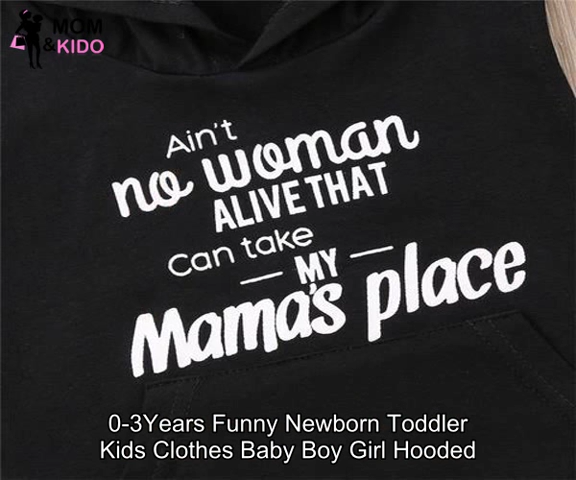 MOM
&KIDO
Ain't
no woman
ALIVE THAT
Can take
MY
Mama's place
0-3Years Funny Newborn Toddler
Kids Clothes Baby Boy Girl Hooded